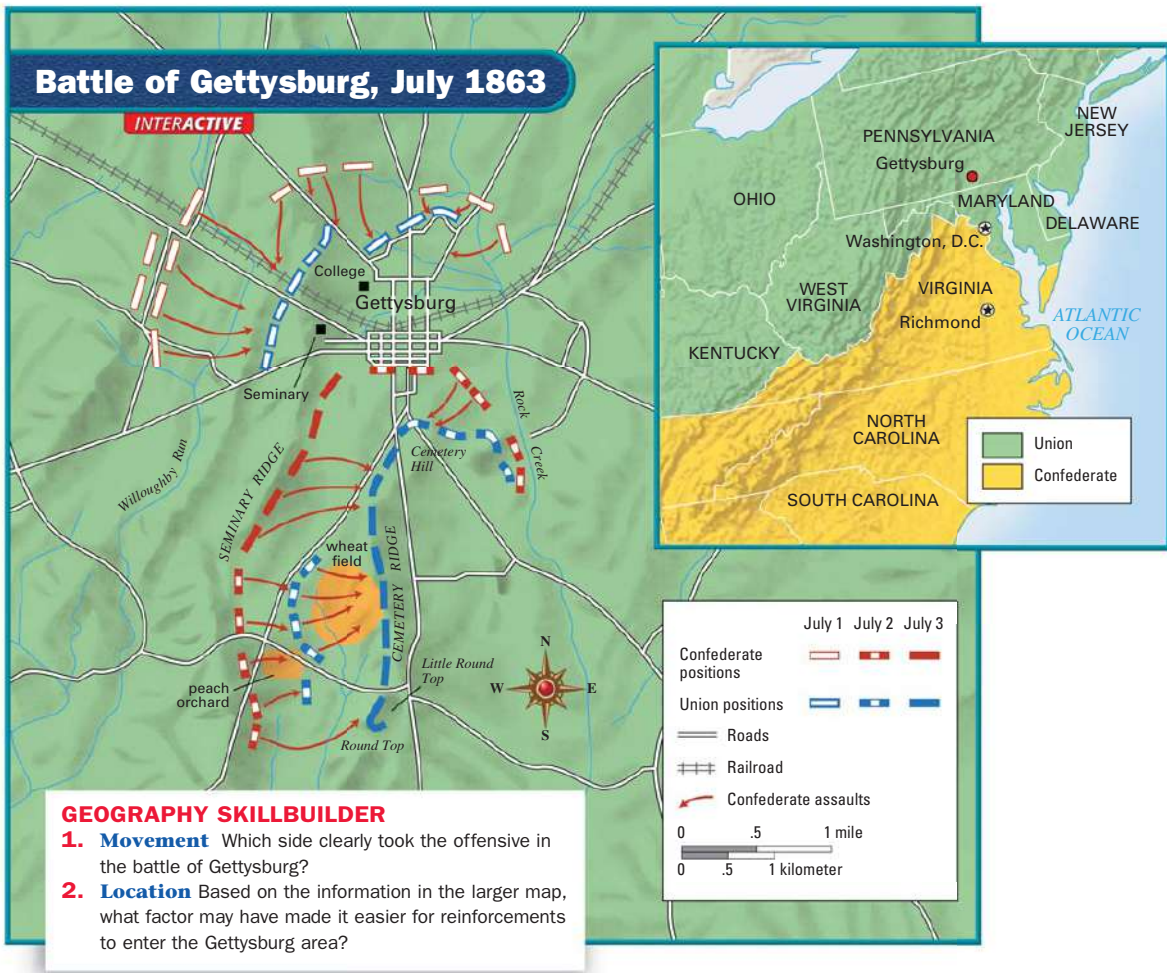 Battle of Gettysburg, July 1863
INTERACTIVE
College
Gettysburg
Seminary
Willoughby Run
SEMINARY RIDGE
Cemetery
Hill
Rock
Creek
wheat
field
CEMETERY RIDGE
peach
orchard
Little Round
Top
Round Top
N
W
E
S
PENNSYLVANIA
Gettysburg
NEW
JERSEY
OHIO
MARYLAND
DELAWARE
Washington, D.C.
WEST
VIRGINIA
VIRGINIA
Richmond
ATLANTIC
OCEAN
KENTUCKY
NORTH
CAROLINA
SOUTH CAROLINA
Union
Confederate
July 1 July 2 July 3
Confederate
positions
Union positions
Roads
Railroad
Confederate assaults
0 .5 1 mile
0 .5 1 kilometer
GEOGRAPHY SKILLBUILDER
1. Movement Which side clearly took the offensive in
the battle of Gettysburg?
2. Location Based on the information in the larger map,
what factor may have made it easier for reinforcements
to enter the Gettysburg area?